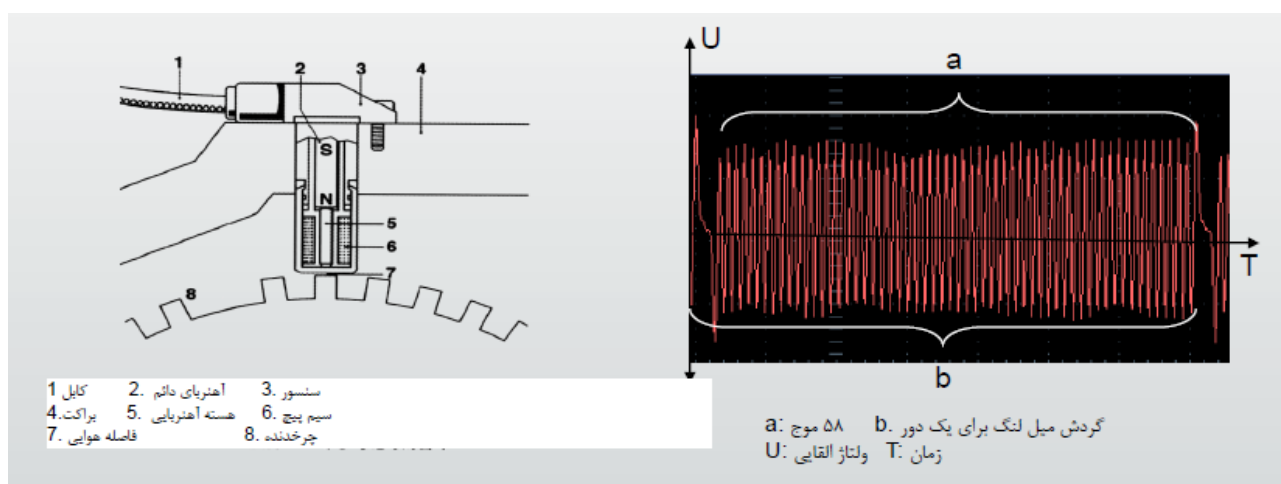 1 2 3 4
S
N
5
6
7
8
1 کابل 2. آهنربای دائم 3. سنسور
4.براکت 5. هسته آهنربایی 6. سیم پیچ
7. فاصله هوایی 8. چرخدنده
U
a
T
b
a: ۵۸ موج b. گردش میل لنگ برای یک دور
U: ولتاژ القایی T: زمان